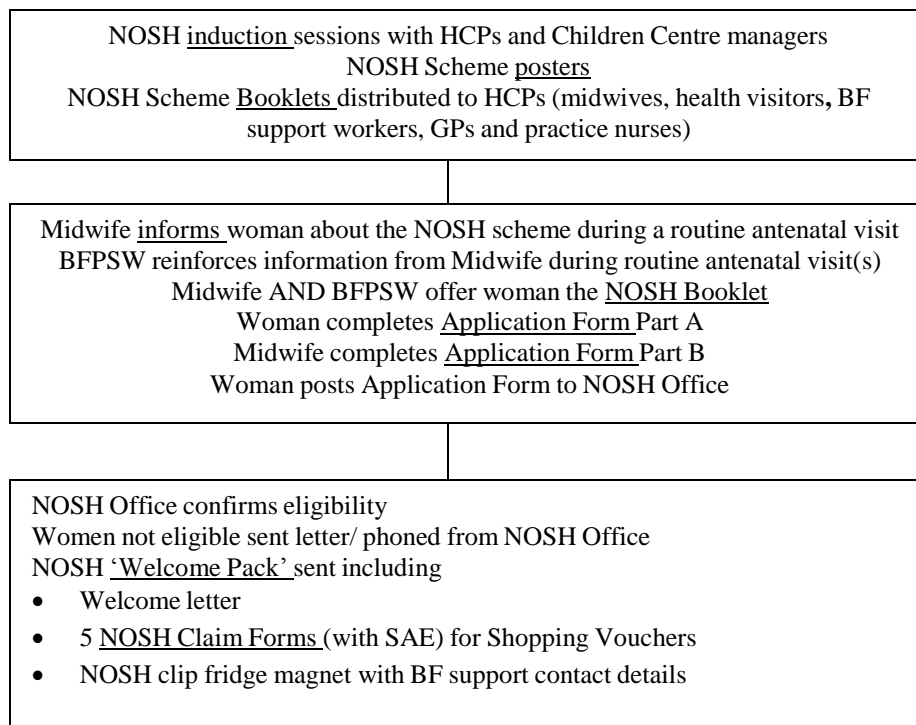 NOSH induction sessions with HCPs and Children Centre managers
NOSH Scheme posters
NOSH Scheme Booklets distributed to HCPs (midwives, health visitors, BF
support workers, GPs and practice nurses)
Midwife informs woman about the NOSH scheme during a routine antenatal visit
BFPSW reinforces information from Midwife during routine antenatal visit(s)
Midwife AND BFPSW offer woman the NOSH Booklet
Woman completes Application Form Part A
Midwife completes Application Form Part B
Woman posts Application Form to NOSH Office
NOSH Office confirms eligibility
Women not eligible sent letter/ phoned from NOSH Office
NOSH ‘Welcome Pack’ sent including
• Welcome letter
• 5 NOSH Claim Forms (with SAE) for Shopping Vouchers
• NOSH clip fridge magnet with BF support contact details